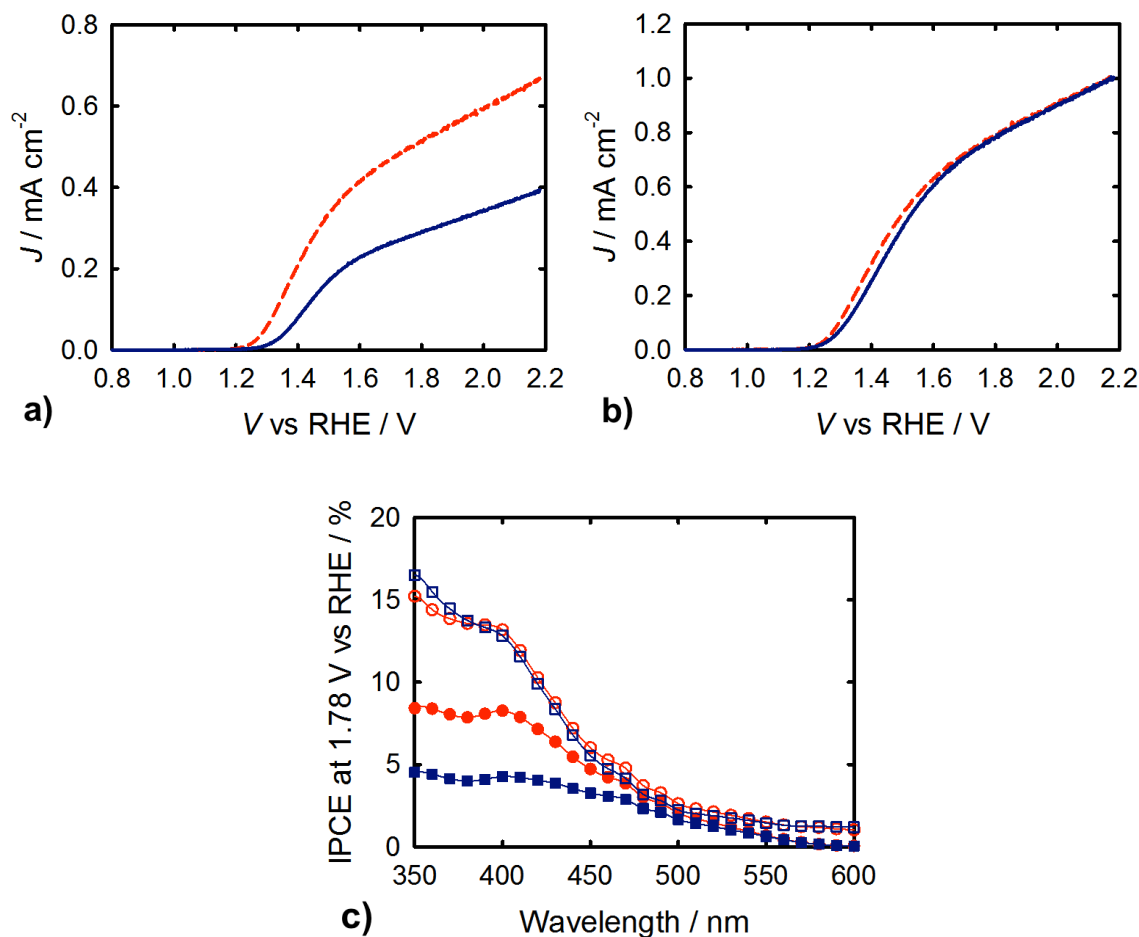 0.8
0.6
0.4
0.2
0.0
J / mA cm⁻²
0.8 1.0 1.2 1.4 1.6 1.8 2.0 2.2
V vs RHE / V
a)
1.2
1.0
0.8
0.6
0.4
0.2
0.0
J / mA cm⁻²
0.8 1.0 1.2 1.4 1.6 1.8 2.0 2.2
V vs RHE / V
b)
20
15
10
5
0
IPCE at 1.78 V vs RHE / %
350 400 450 500 550 600
Wavelength / nm
c)